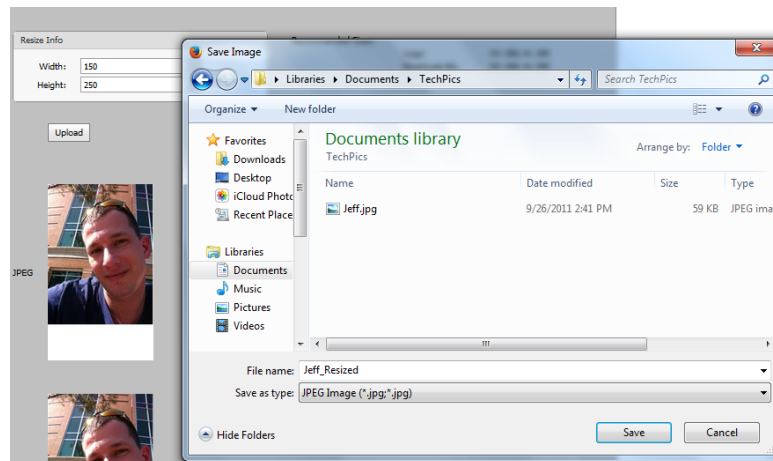 Resize Info
Width: 150
Height: 250
Upload
JPEG
Save Image
Libraries ▸ Documents ▸ TechPics
Search TechPics
Organize
New folder
Favorites
Downloads
Desktop
iCloud Photo
Recent Place
Libraries
Documents
Music
Pictures
Videos
Documents library
TechPics
Arrange by: Folder
Name Date modified Size Type
Jeff.jpg 9/26/2011 2:41 PM 59 KB JPEG ima
File name: Jeff_Resized
Save as type: JPEG Image (*.jpg;*.jpg)
Hide Folders
Save Cancel